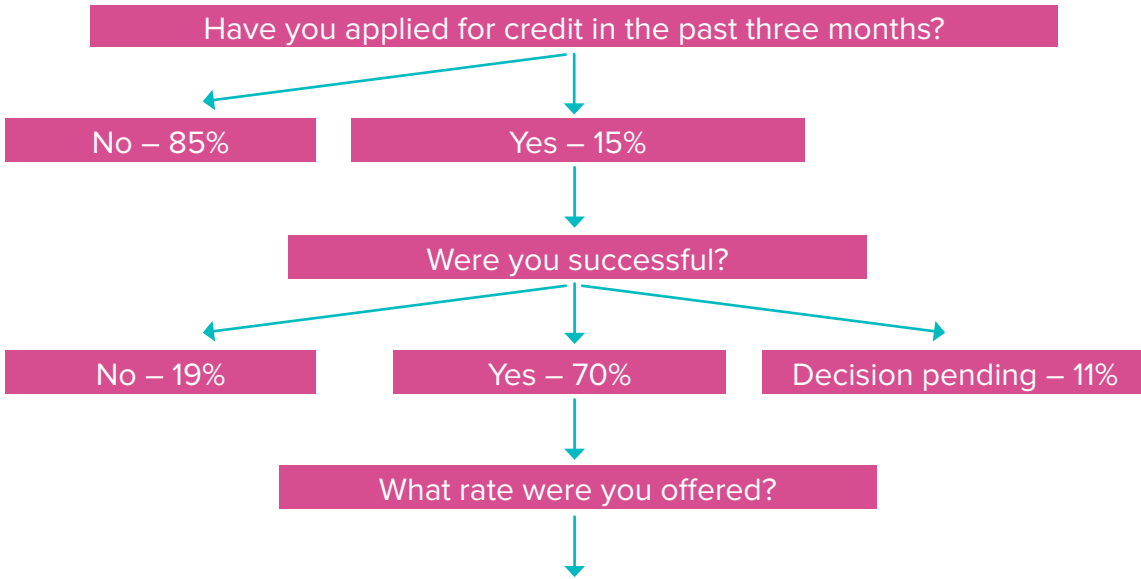 Have you applied for credit in the past three months?
No – 85%
Yes – 15%
Were you successful?
No – 19%
Yes – 70%
Decision pending – 11%
What rate were you offered?